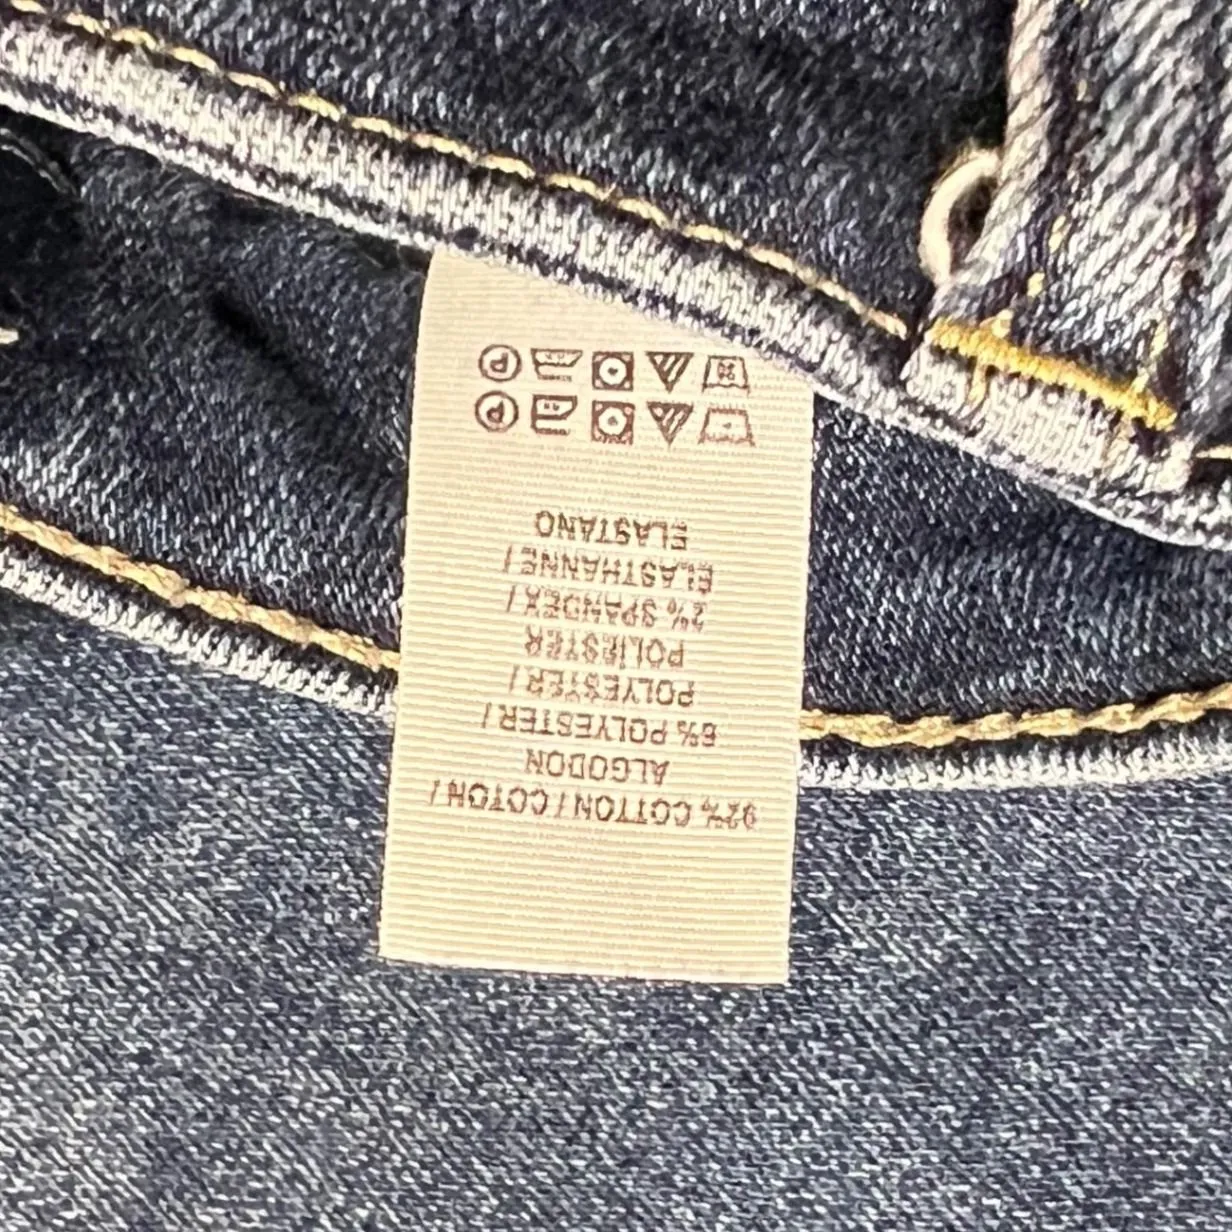 92% COTTON / COTON /
ALGODON
6% POLYESTER /
POLYESTER /
POLIESTER
2% SPANDEX /
ELASTHANNE /
ELASTANO
P
P